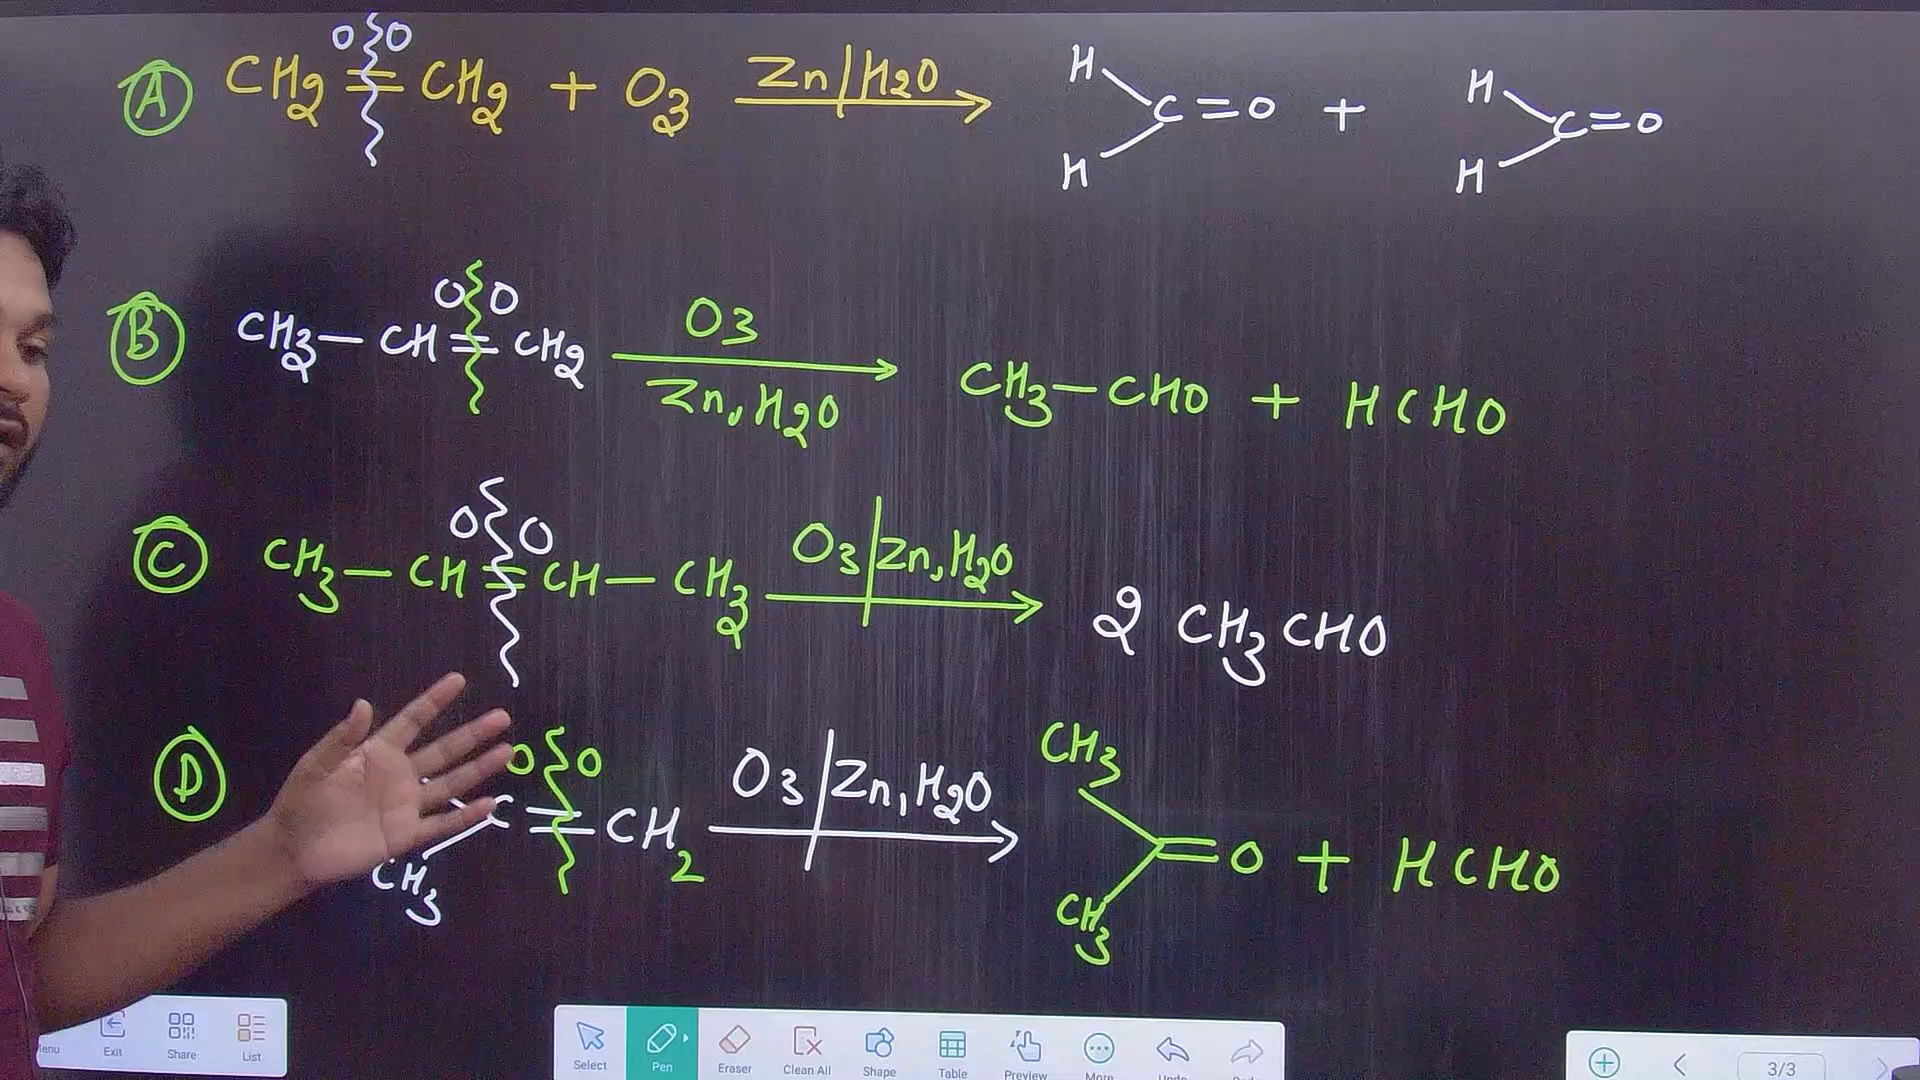 O O
A CH2 = CH2 + O3 Zn/H2O → H H C=O + H H C=O
O O
B CH3 — CH = CH2 O3 Zn, H2O → CH3 — CHO + HCHO
O O
C CH3 — CH = CH — CH3 O3/Zn, H2O → 2 CH3CHO
O O
D CH3 C = CH2 O3/Zn, H2O → CH3 CH3 =O + HCHO
Exit Share List Select Pen Eraser Clean All Shape Table Preview More 3/3